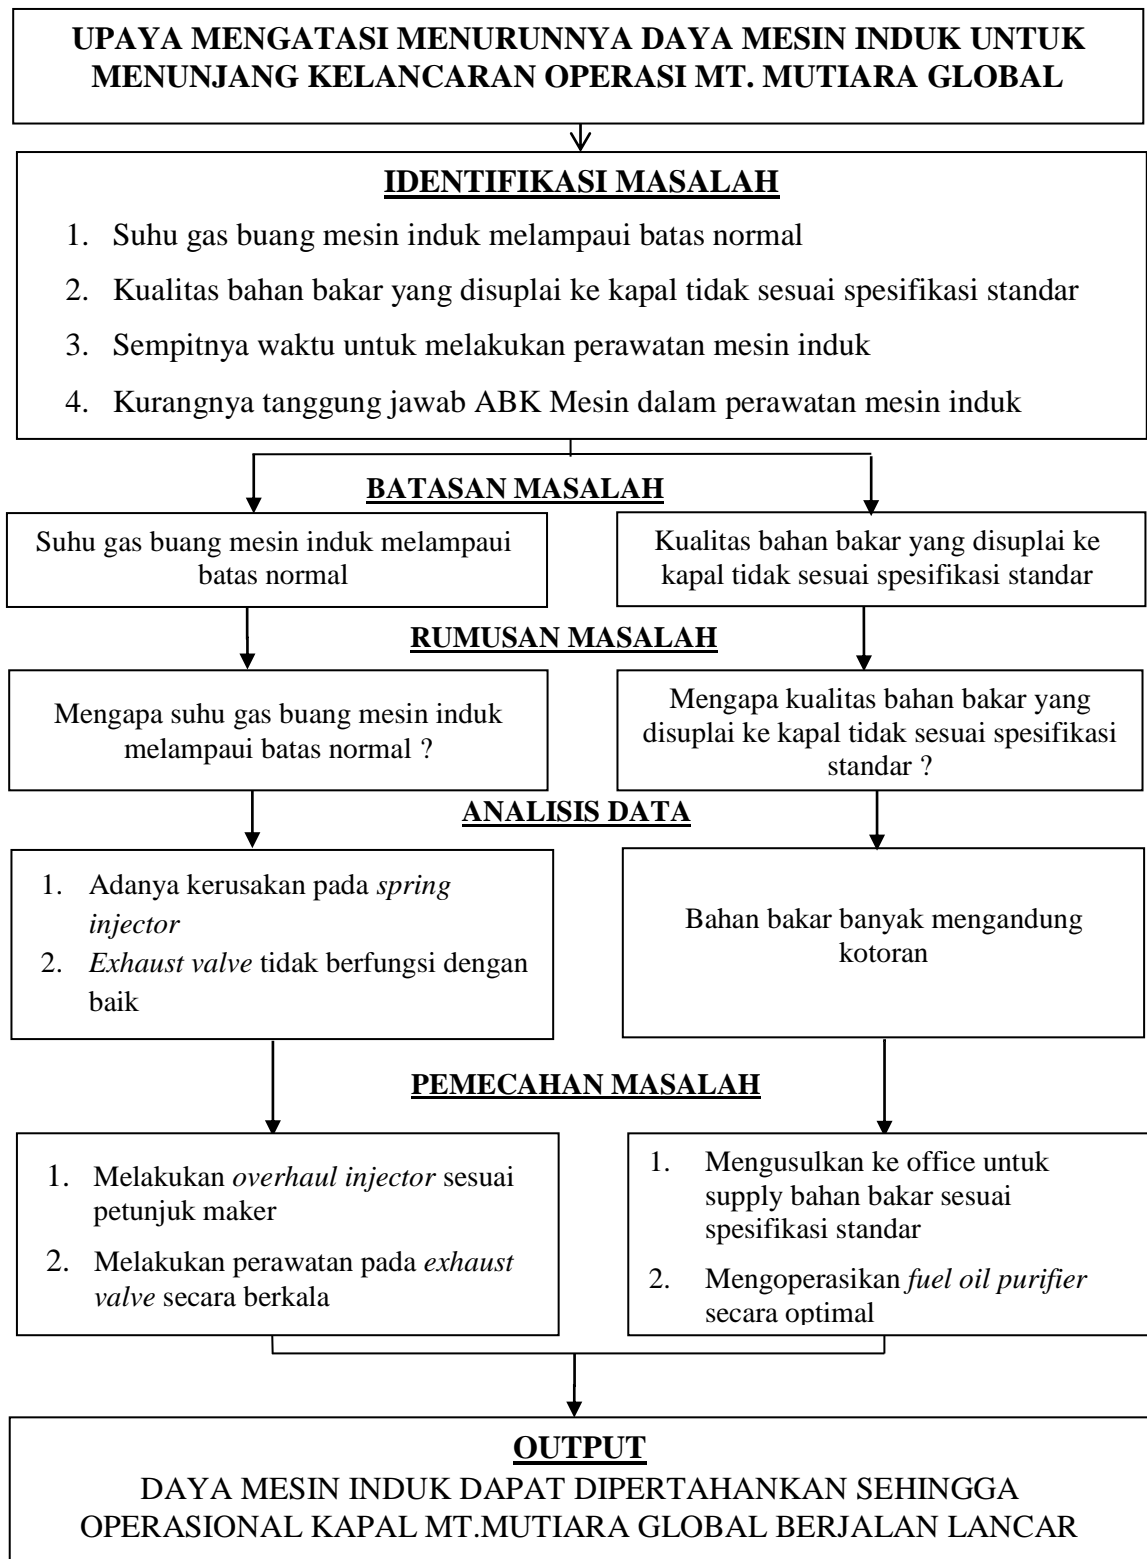 UPAYA MENGATASI MENURUNNYA DAYA MESIN INDUK UNTUK
MENUNJANG KELANCARAN OPERASI MT. MUTIARA GLOBAL
IDENTIFIKASI MASALAH
1. Suhu gas buang mesin induk melampaui batas normal
2. Kualitas bahan bakar yang disuplai ke kapal tidak sesuai spesifikasi standar
3. Sempitnya waktu untuk melakukan perawatan mesin induk
4. Kurangnya tanggung jawab ABK Mesin dalam perawatan mesin induk
BATASAN MASALAH
Suhu gas buang mesin induk melampaui
batas normal
Kualitas bahan bakar yang disuplai ke
kapal tidak sesuai spesifikasi standar
RUMUSAN MASALAH
Mengapa suhu gas buang mesin induk
melampaui batas normal ?
Mengapa kualitas bahan bakar yang
disuplai ke kapal tidak sesuai spesifikasi
standar ?
ANALISIS DATA
1. Adanya kerusakan pada spring
injector
2. Exhaust valve tidak berfungsi dengan
baik
Bahan bakar banyak mengandung
kotoran
PEMECAHAN MASALAH
1. Melakukan overhaul injector sesuai
petunjuk maker
2. Melakukan perawatan pada exhaust
valve secara berkala
1. Mengusulkan ke office untuk
supply bahan bakar sesuai
spesifikasi standar
2. Mengoperasikan fuel oil purifier
secara optimal
OUTPUT
DAYA MESIN INDUK DAPAT DIPERTAHANKAN SEHINGGA
OPERASIONAL KAPAL MT.MUTIARA GLOBAL BERJALAN LANCAR